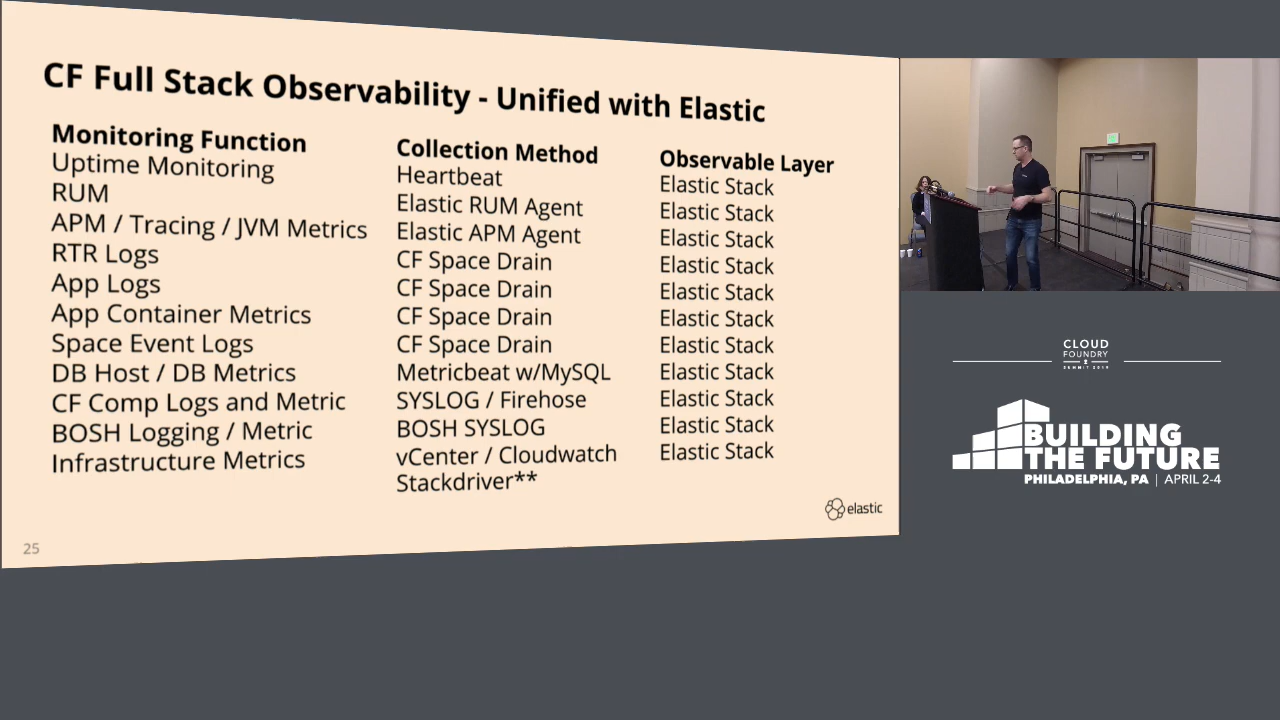 CF Full Stack Observability - Unified with Elastic
Monitoring Function Collection Method Observable Layer
Uptime Monitoring Heartbeat Elastic Stack
RUM Elastic RUM Agent Elastic Stack
APM / Tracing / JVM Metrics Elastic APM Agent Elastic Stack
RTR Logs CF Space Drain Elastic Stack
App Logs CF Space Drain Elastic Stack
App Container Metrics CF Space Drain Elastic Stack
Space Event Logs CF Space Drain Elastic Stack
DB Host / DB Metrics Metricbeat w/MySQL Elastic Stack
CF Comp Logs and Metric SYSLOG / Firehose Elastic Stack
BOSH Logging / Metric BOSH SYSLOG Elastic Stack
Infrastructure Metrics vCenter / Cloudwatch Elastic Stack
Stackdriver**
elastic
25
CLOUD
FOUNDRY
SUMMIT 2019
BUILDING
THE FUTURE
PHILADELPHIA, PA | APRIL 2-4